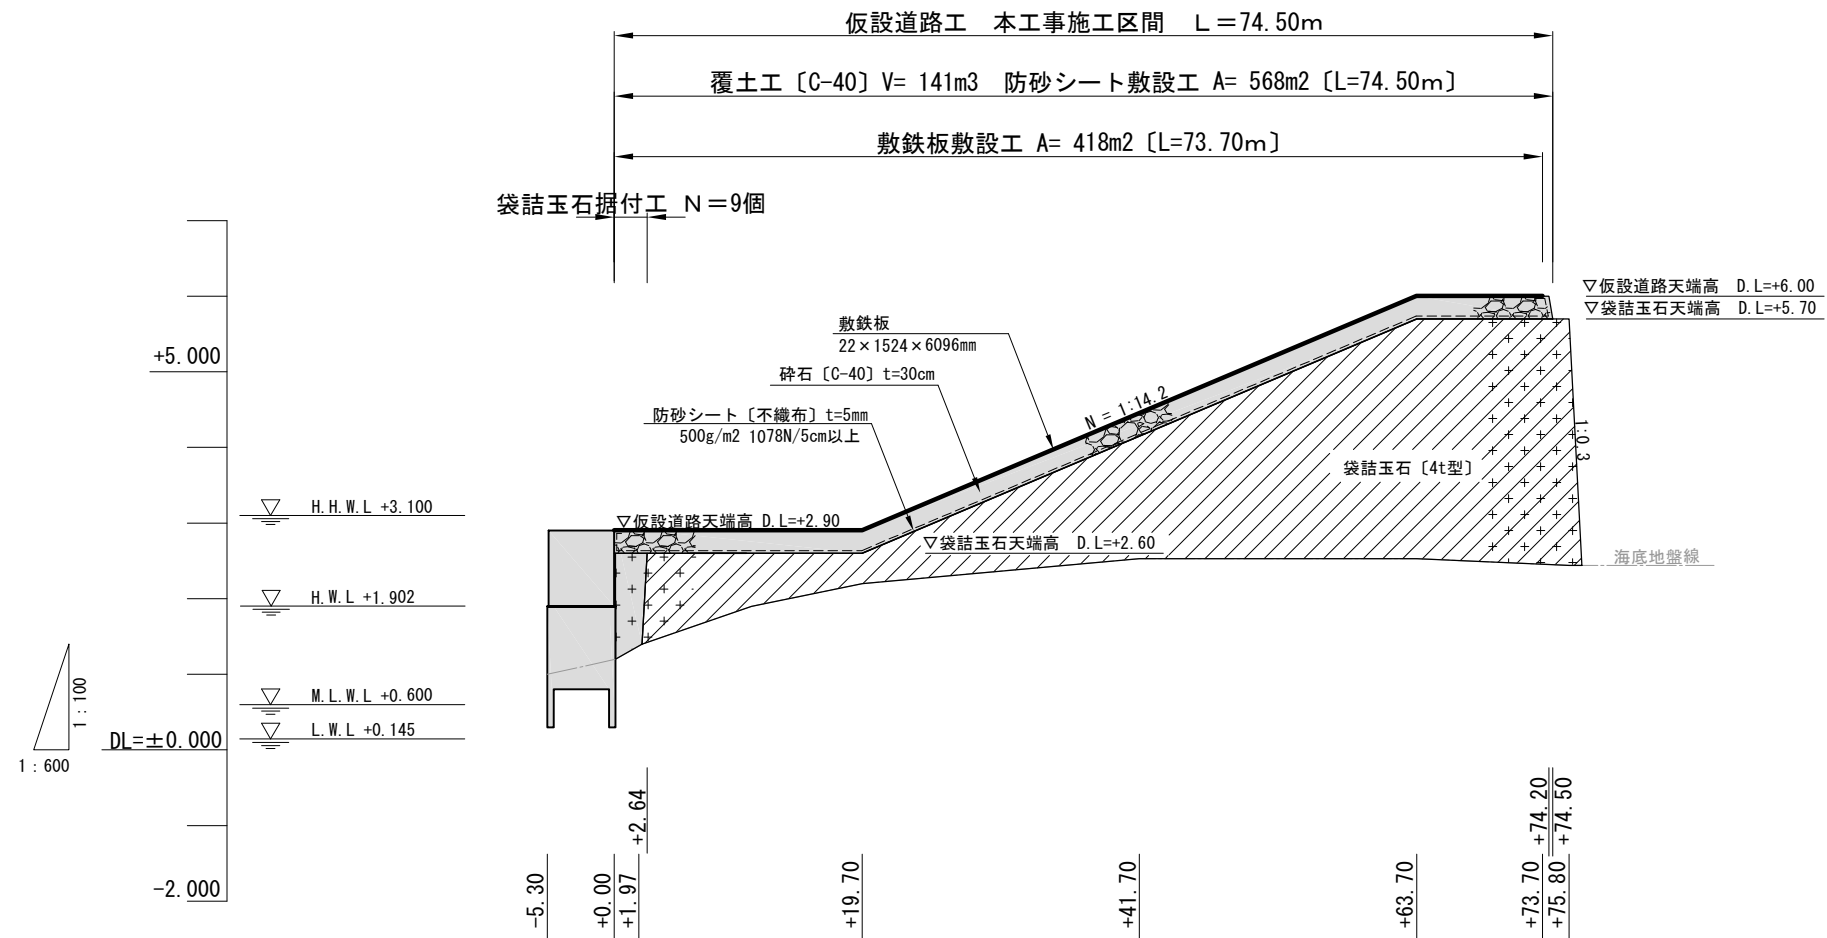 仮設道路工　本工事施工区間　Ｌ＝74.50ｍ
覆土工〔C-40〕V= 141m3　防砂シート敷設工 A= 568m2〔L=74.50ｍ〕
敷鉄板敷設工 A= 418m2〔L=73.70ｍ〕
袋詰玉石据付工 Ｎ＝9個
▽仮設道路天端高 D.L=+6.00
▽袋詰玉石天端高 D.L=+5.70
敷鉄板
22×1524×6096mm
+5.000
砕石〔C-40〕t=30cm
N = 1:14.2
防砂シート〔不織布〕t=5mm
500g/m2 1078N/5cm以上
1:0.3
袋詰玉石〔4t型〕
H.H.W.L +3.100
▽仮設道路天端高 D.L=+2.90
▽袋詰玉石天端高 D.L=+2.60
海底地盤線
H.W.L +1.902
M.L.W.L +0.600
1：100
L.W.L +0.145
DL=±0.000
1：600
-2.000
-5.30
+0.00
+1.97
+2.64
+19.70
+41.70
+63.70
+73.70
+74.20
+74.50
+75.80